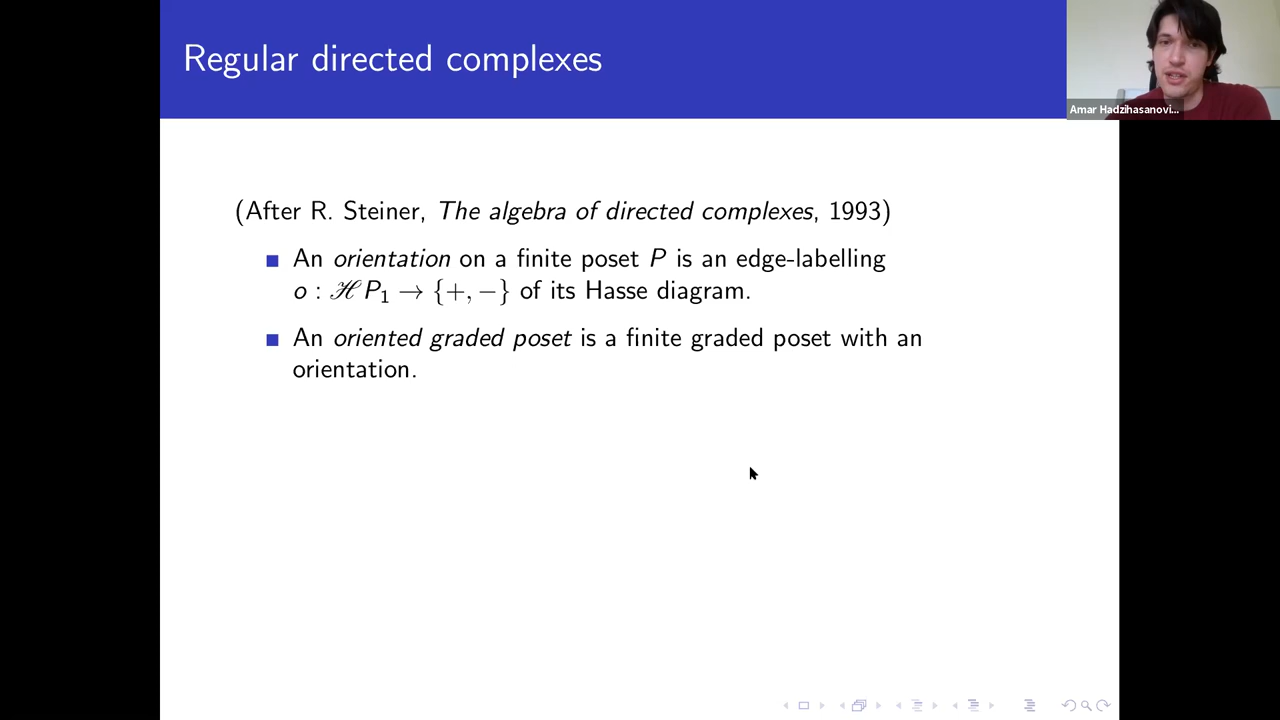 Regular directed complexes
Amar Hadzihasanovi...
(After R. Steiner, The algebra of directed complexes, 1993)
An orientation on a finite poset P is an edge-labelling
o : ℋP₁ → {+, −} of its Hasse diagram.
An oriented graded poset is a finite graded poset with an
orientation.